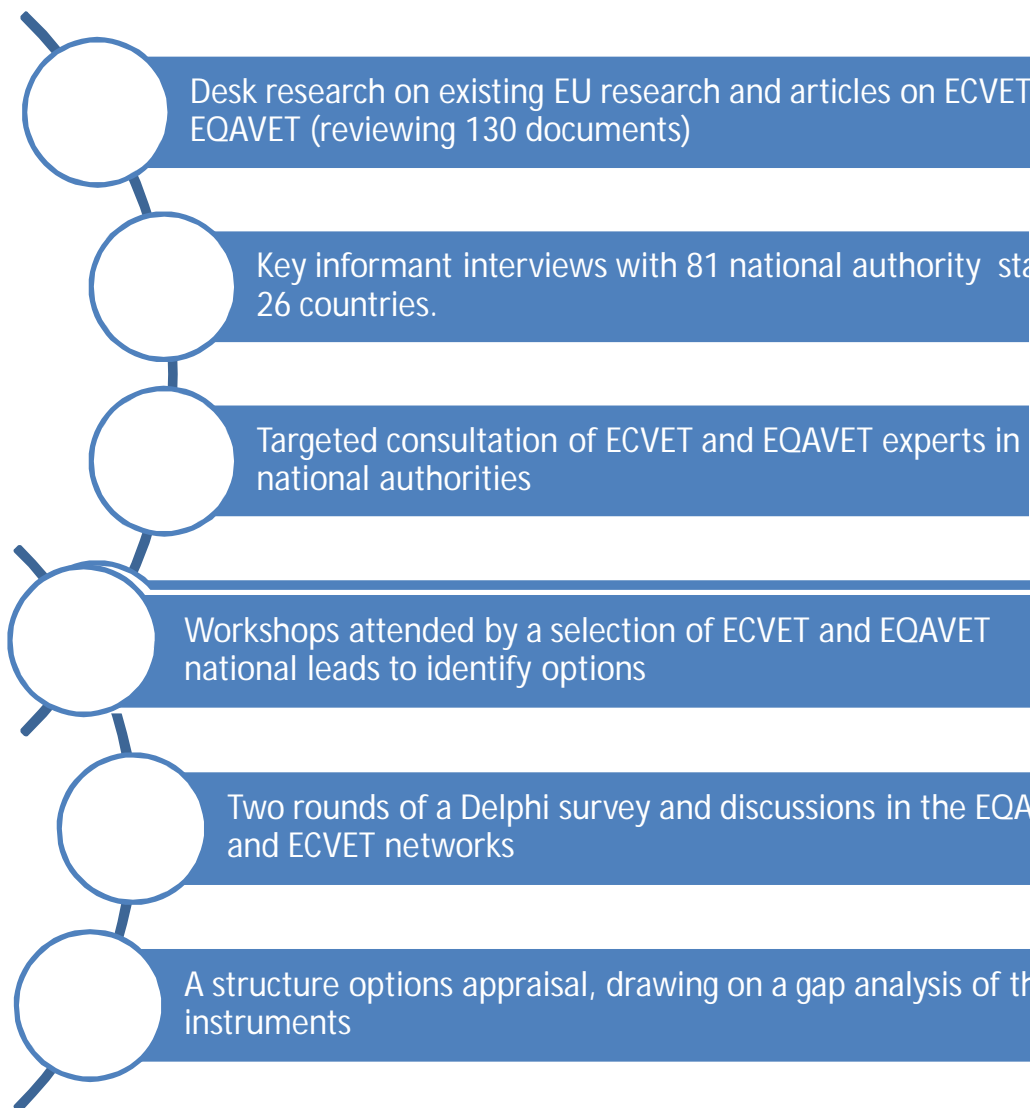 Desk research on existing EU research and articles on ECVET
EQAVET (reviewing 130 documents)
Key informant interviews with 81 national authority
26 countries.
Targeted consultation of ECVET and EQAVET experts in
national authorities
Workshops attended by a selection of ECVET and EQAVET
national leads to identify options
Two rounds of a Delphi survey and discussions in the
and ECVET networks
A structure options appraisal, drawing on a gap analysis of
instruments